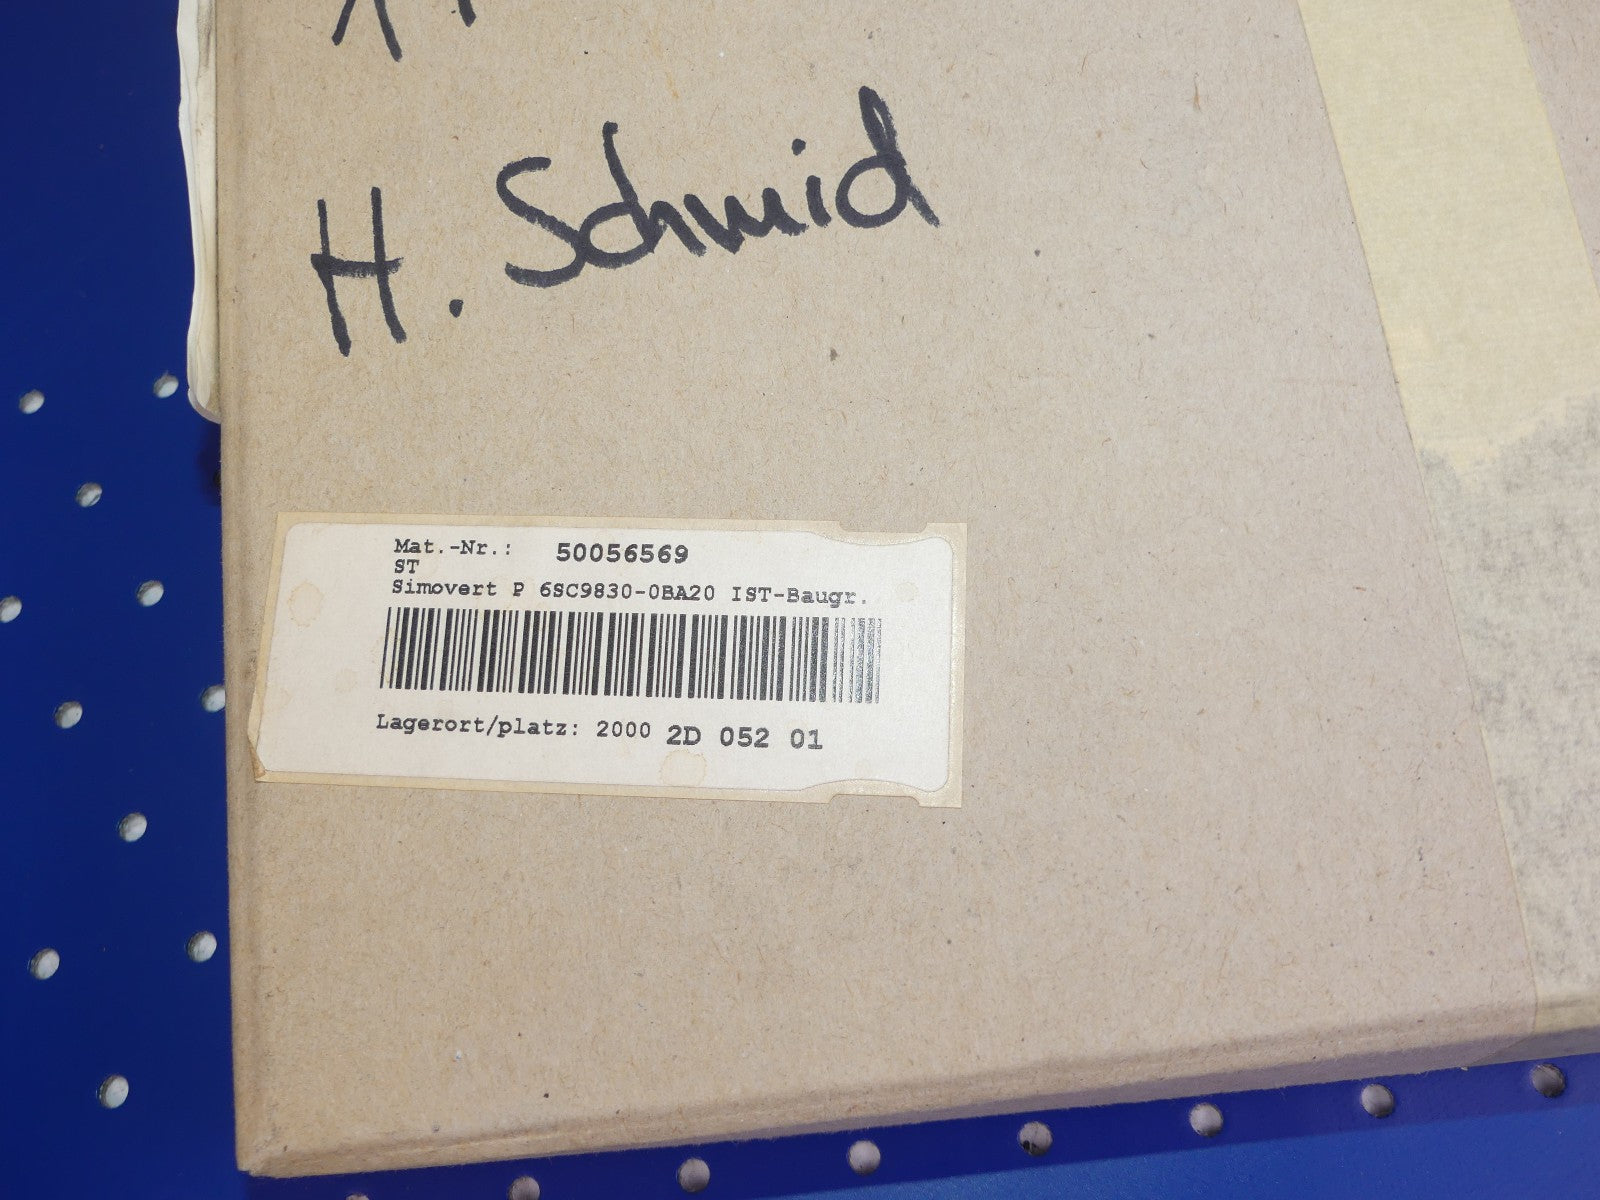 H. Schmid
Mat.-Nr.: 50056569
ST
Simovert P 6SC9830-0BA20 IST-Baugr.
Lagerort/platz: 2000 2D 052 01